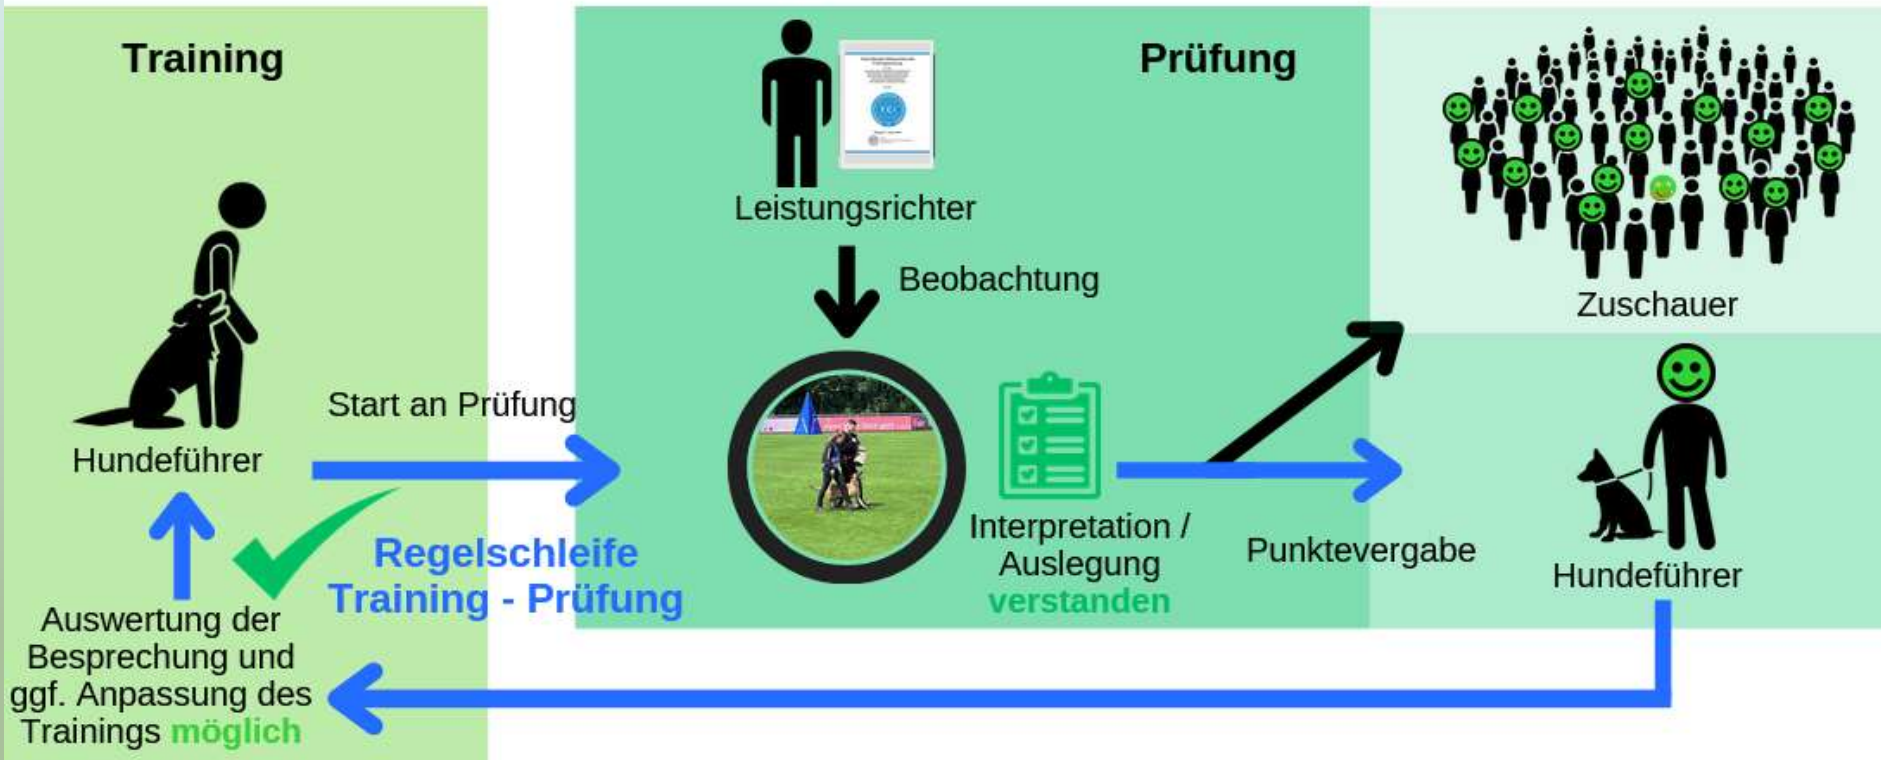 Training
Prüfung
Leistungsrichter
Beobachtung
Zuschauer
Start an Prüfung
Hundeführer
Regelschleife
Training - Prüfung
Interpretation /
Auslegung
verstanden
Punktevergabe
Hundeführer
Auswertung der
Besprechung und
ggf. Anpassung des
Trainings möglich